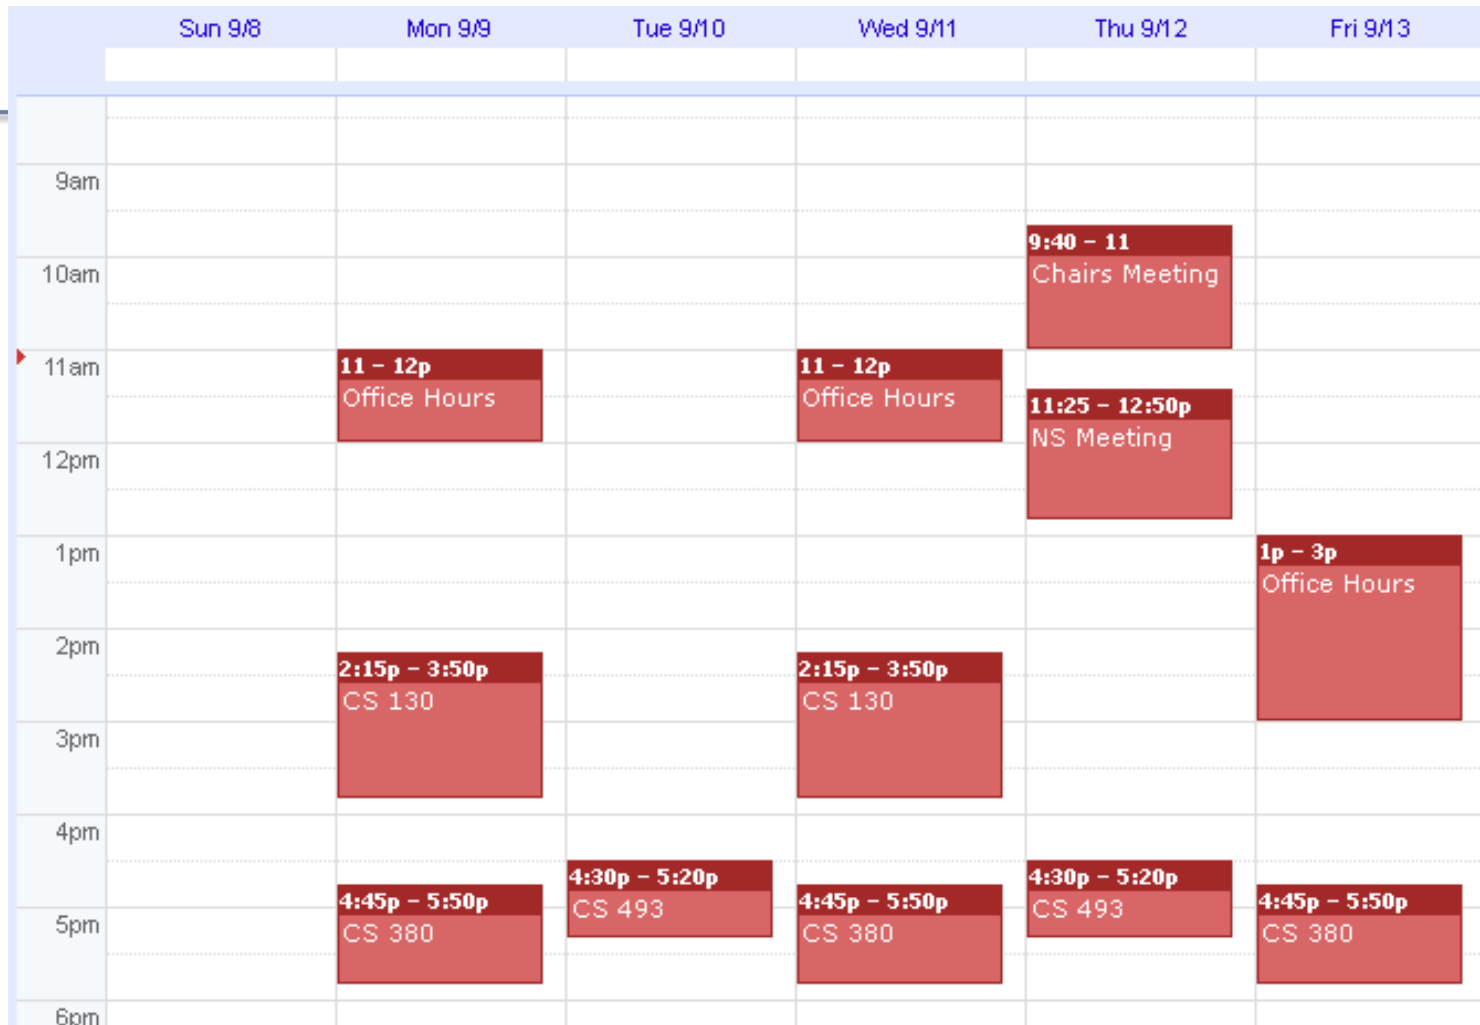 Sun 9/8
Mon 9/9
Tue 9/10
Wed 9/11
Thu 9/12
Fri 9/13
9am
10am
11am
12pm
1pm
2pm
3pm
4pm
5pm
6pm
11 – 12p
Office Hours
2:15p – 3:50p
CS 130
4:45p – 5:50p
CS 380
4:30p – 5:20p
CS 493
11 – 12p
Office Hours
2:15p – 3:50p
CS 130
4:45p – 5:50p
CS 380
9:40 – 11
Chairs Meeting
11:25 – 12:50p
NS Meeting
4:30p – 5:20p
CS 493
1p – 3p
Office Hours
4:45p – 5:50p
CS 380